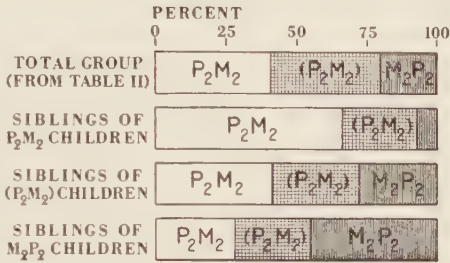 PERCENT
0 25 50 75 100
TOTAL GROUP P₂M₂ (P₂M₂) M₂P₂
(FROM TABLE II)
SIBLINGS OF P₂M₂ (P₂M₂)
P₂M₂ CHILDREN
SIBLINGS OF P₂M₂ (P₂M₂) M₂P₂
(P₂M₂) CHILDREN
SIBLINGS OF P₂M₂ (P₂M₂) M₂P₂
M₂P₂ CHILDREN